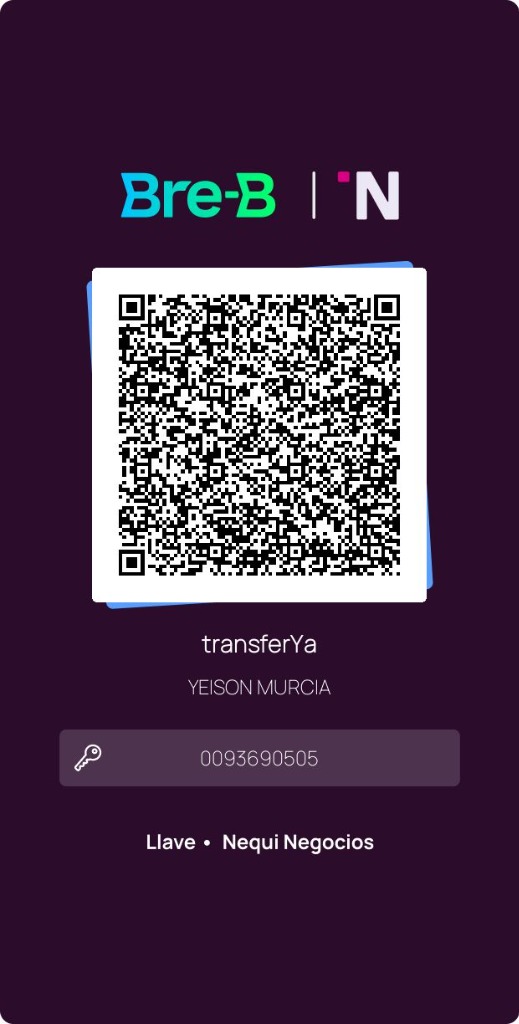 Bre-B | N
transferYa
YEISON MURCIA
0093690505
Llave • Nequi Negocios